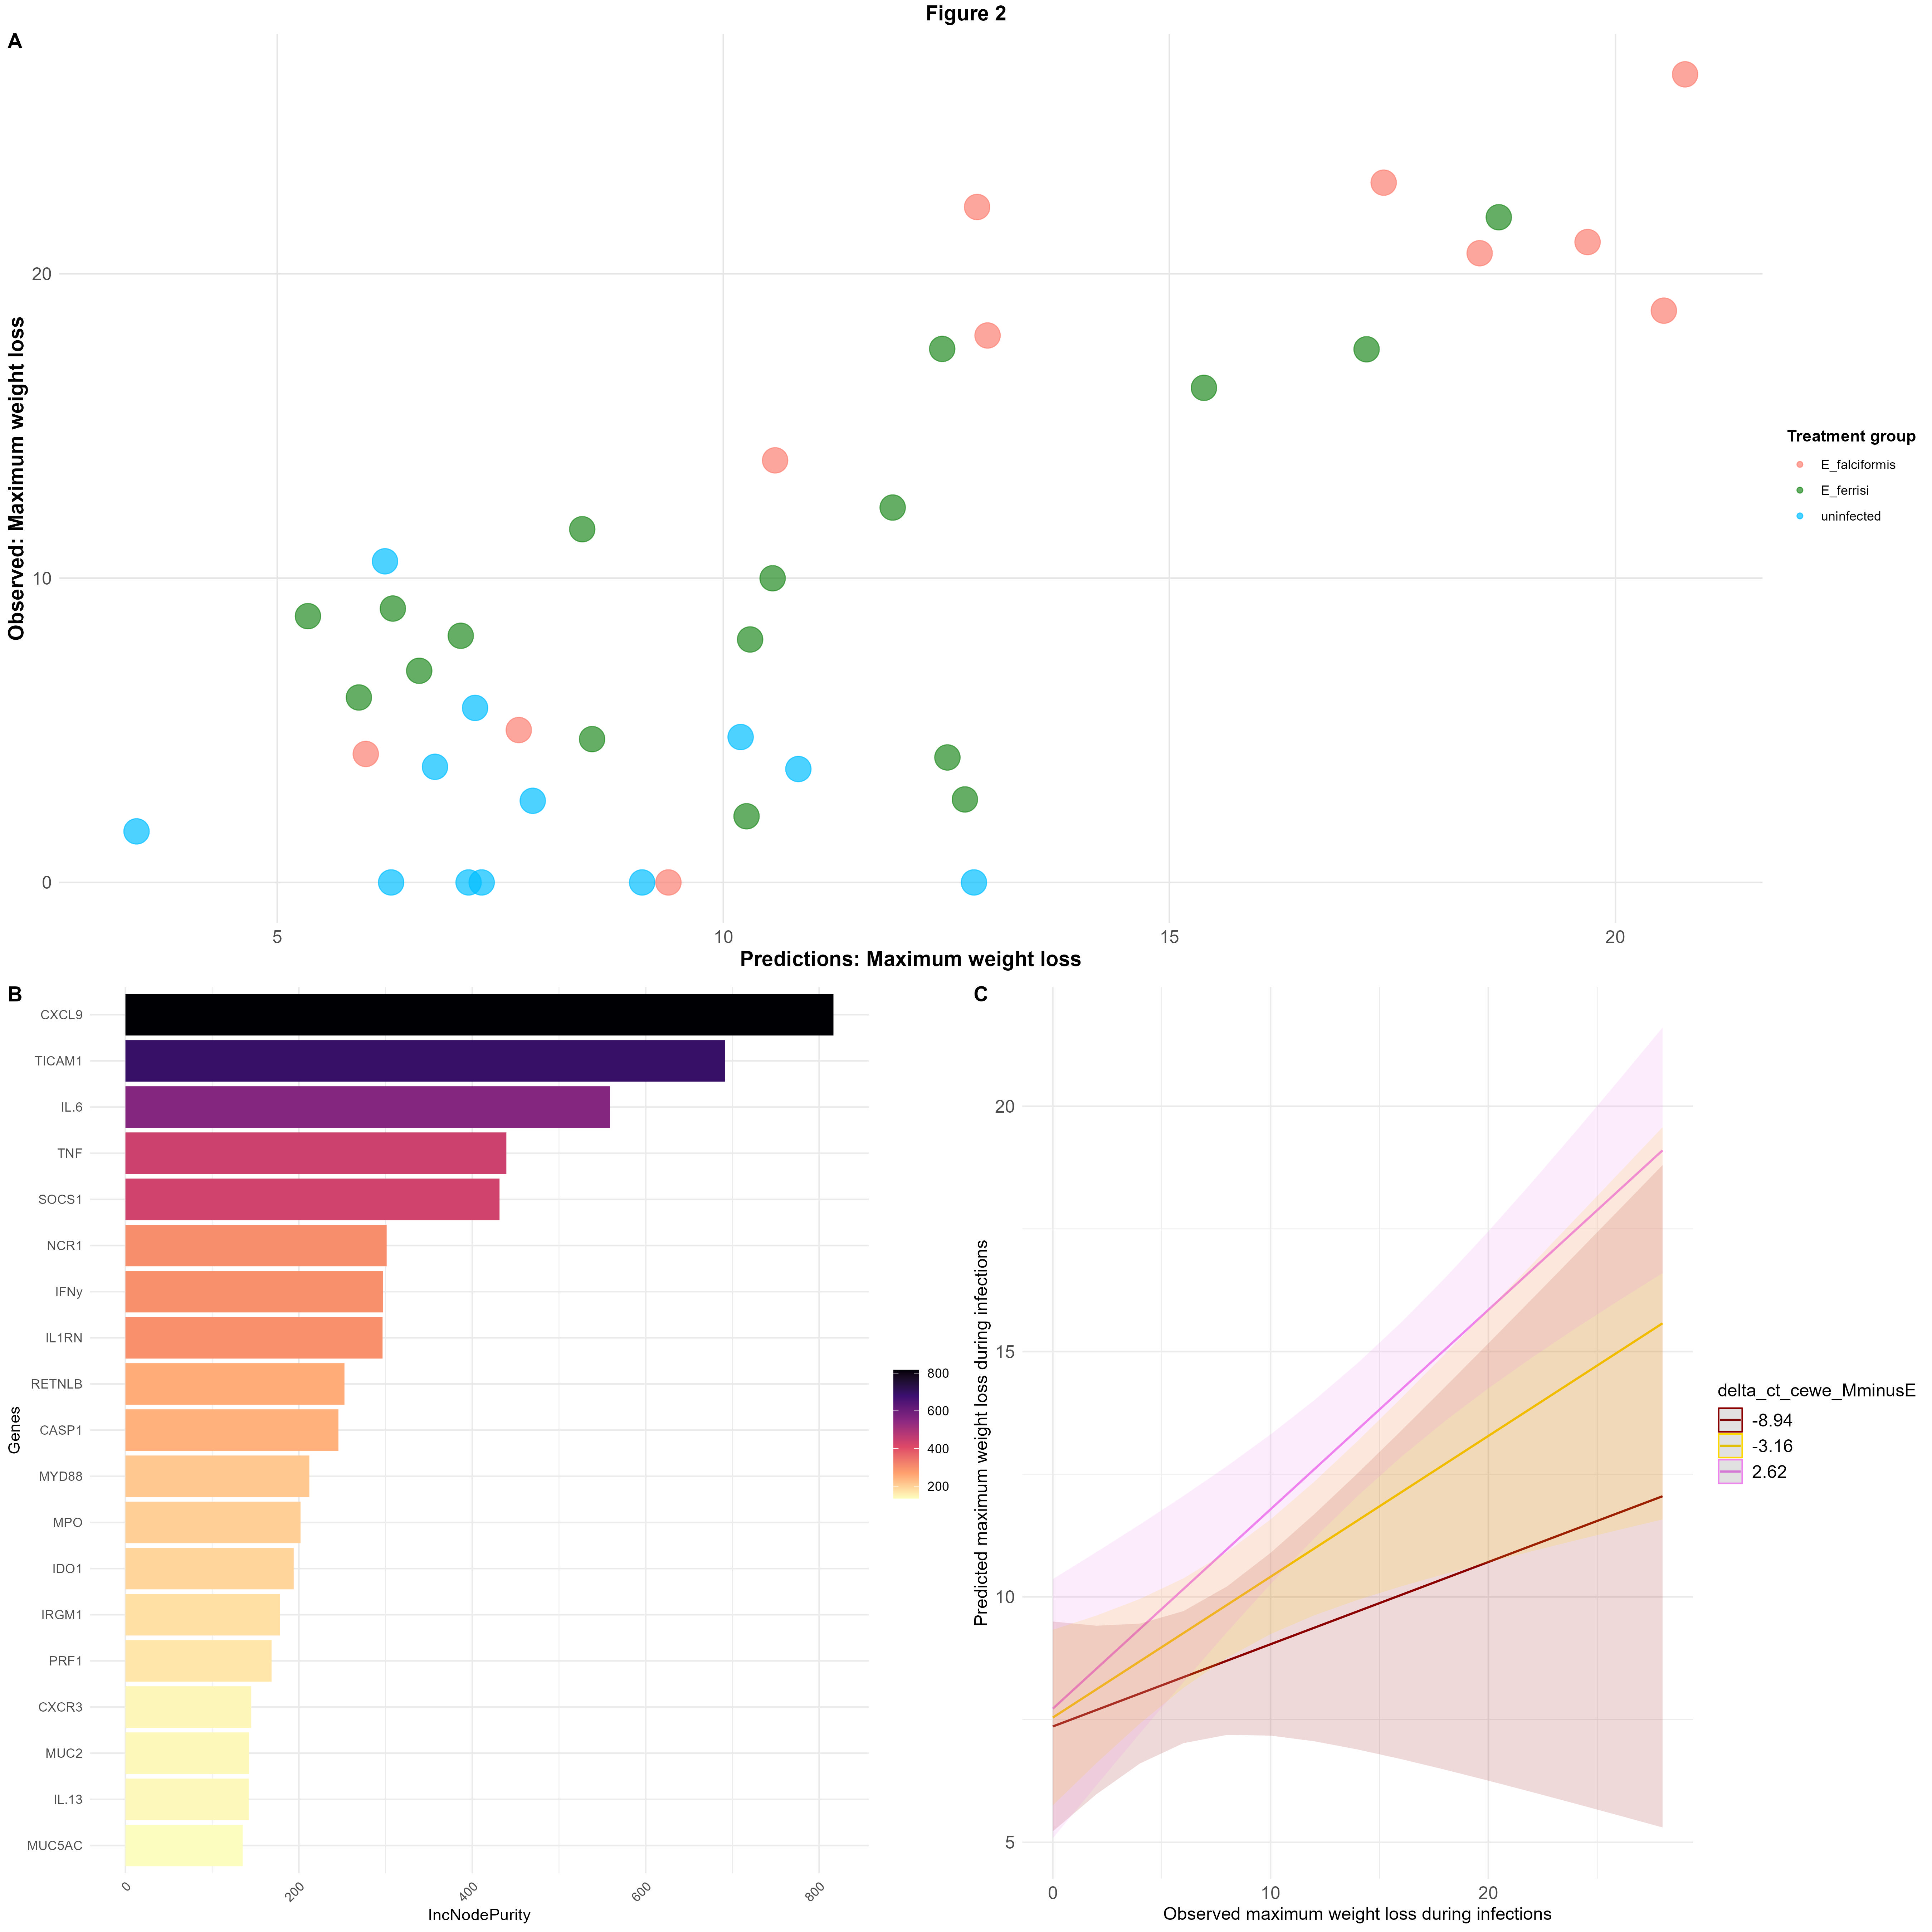 Figure 2
A
Observed: Maximum weight loss
20
10
0
5
10
15
20
Predictions: Maximum weight loss
Treatment group
E_falciformis
E_ferrisi
uninfected
B
Genes
CXCL9
TICAM1
IL.6
TNF
SOCS1
NCR1
IFNy
IL1RN
RETNLB
CASP1
MYD88
MPO
IDO1
IRGM1
PRF1
CXCR3
MUC2
IL.13
MUC5AC
0
200
400
600
800
IncNodePurity
800
600
400
200
C
Predicted maximum weight loss during infections
20
15
10
5
0
10
20
Observed maximum weight loss during infections
delta_ct_cewe_MminusE
-8.94
-3.16
2.62